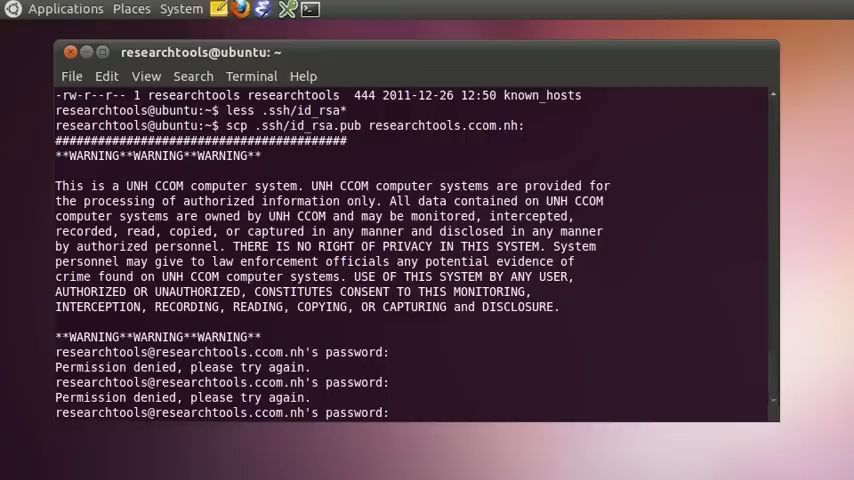 Applications Places System
researchtools@ubuntu: ~
File Edit View Search Terminal Help
-rw-r--r-- 1 researchtools researchtools  444 2011-12-26 12:50 known_hosts
researchtools@ubuntu:~$ less .ssh/id_rsa*
researchtools@ubuntu:~$ scp .ssh/id_rsa.pub researchtools.ccom.nh:
########################################
**WARNING**WARNING**WARNING**
This is a UNH CCOM computer system. UNH CCOM computer systems are provided for
the processing of authorized information only. All data contained on UNH CCOM
computer systems are owned by UNH CCOM and may be monitored, intercepted,
recorded, read, copied, or captured in any manner and disclosed in any manner
by authorized personnel. THERE IS NO RIGHT OF PRIVACY IN THIS SYSTEM. System
personnel may give to law enforcement officials any potential evidence of
crime found on UNH CCOM computer systems. USE OF THIS SYSTEM BY ANY USER,
AUTHORIZED OR UNAUTHORIZED, CONSTITUTES CONSENT TO THIS MONITORING,
INTERCEPTION, RECORDING, READING, COPYING, OR CAPTURING and DISCLOSURE.
**WARNING**WARNING**WARNING**
researchtools@researchtools.ccom.nh's password:
Permission denied, please try again.
researchtools@researchtools.ccom.nh's password:
Permission denied, please try again.
researchtools@researchtools.ccom.nh's password: